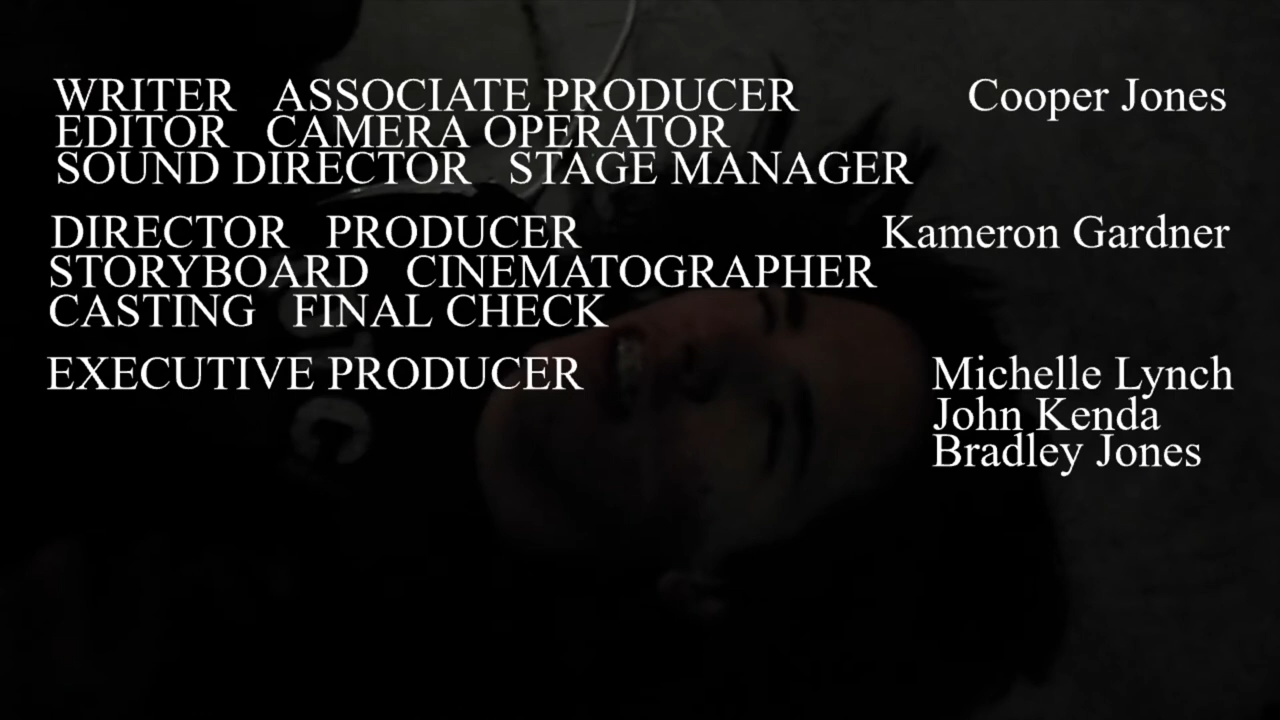 WRITER ASSOCIATE PRODUCER Cooper Jones
EDITOR CAMERA OPERATOR
SOUND DIRECTOR STAGE MANAGER
DIRECTOR PRODUCER Kameron Gardner
STORYBOARD CINEMATOGRAPHER
CASTING FINAL CHECK
EXECUTIVE PRODUCER Michelle Lynch
John Kenda
Bradley Jones